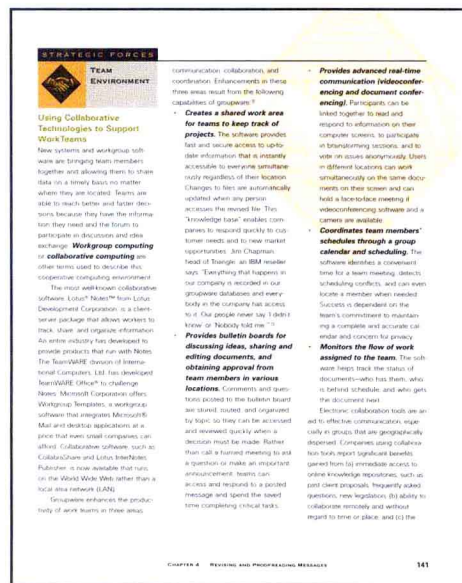 STRATEGIC FORCES
TEAM
ENVIRONMENT
Using Collaborative
Technologies to Support
Work Teams
New systems and workgroup soft-
ware are bringing team members
together and allowing them to share
data on a timely basis no matter
where they are located. Teams are
able to reach better and faster deci-
sions because they have the informa-
tion they need and the forum to
participate in discussions and idea
exchange. Workgroup computing
or collaborative computing are
other terms used to describe this
cooperative computing environment.
The most well-known collaborative
software, Lotus® Notes™ from Lotus
Development Corporation, is a client-
server package that allows workers to
track, share, and organize information.
An entire industry has developed to
provide products that run with Notes.
The TeamWARE division of Interna-
tional Computers, Ltd. has developed
TeamWARE Office® to challenge
Notes. Microsoft Corporation offers
Workgroup Templates, a workgroup
software that integrates Microsoft®
Mail and desktop applications at a
price that even small companies can
afford. Collaborative software, such as
CollabraShare and Lotus InterNotes
Publisher, is now available that runs
on the World Wide Web rather than a
local area network (LAN).
Groupware enhances the produc-
tivity of work teams in three areas:
communication, collaboration, and
coordination. Enhancements in these
three areas result from the following
capabilities of groupware:
• Creates a shared work area
for teams to keep track of
projects. The software provides
fast and secure access to up-to-
date information that is instantly
accessible to everyone simultane-
ously regardless of their location.
Changes to files are automatically
updated when any person
accesses the revised file. This
"knowledge base" enables com-
panies to respond quickly to cus-
tomer needs and to new market
opportunities. Jim Chapman,
head of Triangle, an IBM reseller
says, "Everything that happens in
our company is recorded in our
groupware databases and every-
body in the company has access
to it. Our people never say 'I didn't
know' or 'Nobody told me.'"
• Provides bulletin boards for
discussing ideas, sharing and
editing documents, and
obtaining approval from
team members in various
locations. Comments and ques-
tions posted to the bulletin board
are stored, routed, and organized
by topic so they can be accessed
and reviewed quickly when a
decision must be made. Rather
than call a hurried meeting to ask
a question or make an important
announcement, teams can
access and respond to a posted
message and spend the saved
time completing critical tasks.
• Provides advanced real-time
communication (videoconfer-
encing and document confer-
encing). Participants can be
linked together to read and
respond to information on their
computer screens, to participate
in brainstorming sessions, and to
vote on issues anonymously. Users
in different locations can work
simultaneously on the same docu-
ments on their screen and can
hold a face-to-face meeting if
videoconferencing software and a
camera are available.
• Coordinates team members'
schedules through a group
calendar and scheduling. The
software identifies a convenient
time for a team meeting, detects
scheduling conflicts, and can even
locate a member when needed.
Success is dependent on the
team's commitment to maintain-
ing a complete and accurate cal-
endar and concern for privacy.
• Monitors the flow of work
assigned to the team. The soft-
ware helps track the status of
documents—who has them, who
is behind schedule, and who gets
the document next.
Electronic collaboration tools are an
aid to effective communication, espe-
cially in groups that are geographically
dispersed. Companies using collabora-
tion tools report significant benefits
gained from (a) immediate access to
online knowledge repositories, such as
past client proposals, frequently asked
questions, new legislation; (b) ability to
collaborate remotely and without
regard to time or place; and (c) the
CHAPTER 4 REVISING AND PROOFREADING MESSAGES 141